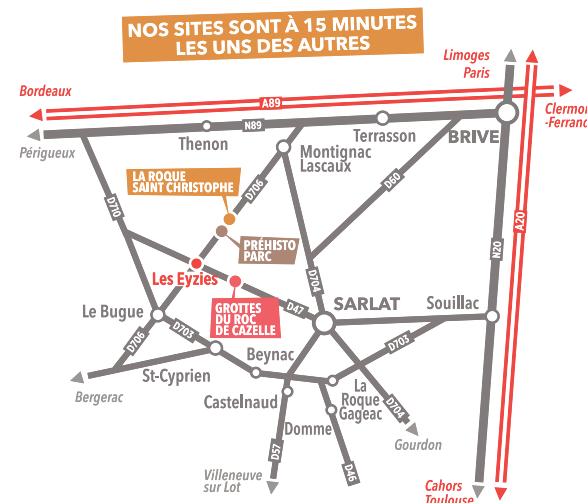 NOS SITES SONT À 15 MINUTES
LES UNS DES AUTRES
Limoges
Paris
Bordeaux
A89
Clermon
-Ferrand
N89
Périgueux
Thenon
Terrasson
BRIVE
Montignac
Lascaux
LA ROQUE
SAINT CHRISTOPHE
D706
D60
D710
A20
PRÉHISTO
PARC
N20
Les Eyzies
D704
GROTTES
DU ROC
DE CAZELLE
D47
SARLAT
Souillac
Le Bugue
D703
D706
D703
Beynac
St-Cyprien
Bergerac
Castelnaud
La
Roque
Gageac
D704
Domme
Gourdon
D57
D46
Villeneuve
sur Lot
Cahors
Toulouse